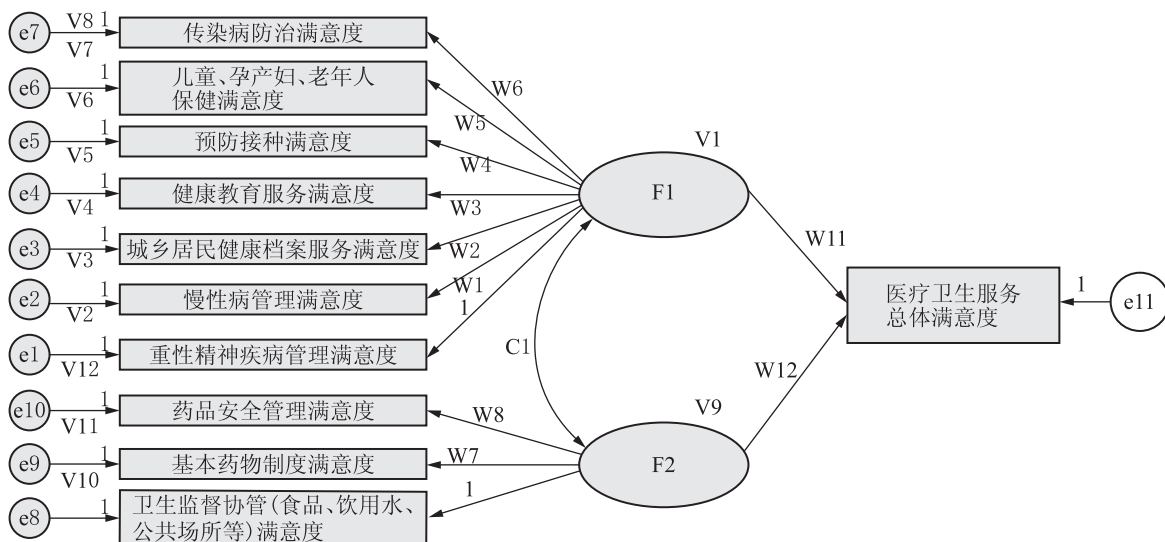 e7
V8
1
V7
传染病防治满意度
e6
1
V6
儿童、孕产妇、老年人
保健满意度
e5
1
V5
预防接种满意度
e4
1
V4
健康教育服务满意度
e3
1
V3
城乡居民健康档案服务满意度
e2
1
V2
慢性病管理满意度
e1
1
V12
重性精神疾病管理满意度
e10
1
V11
药品安全管理满意度
e9
1
V10
基本药物制度满意度
e8
1
卫生监督协管(食品、饮用水、
公共场所等)满意度
W6
W5
W4
W3
W2
W1
1
W8
W7
1
V1
F1
C1
V9
F2
W11
W12
医疗卫生服务
总体满意度
1
e11